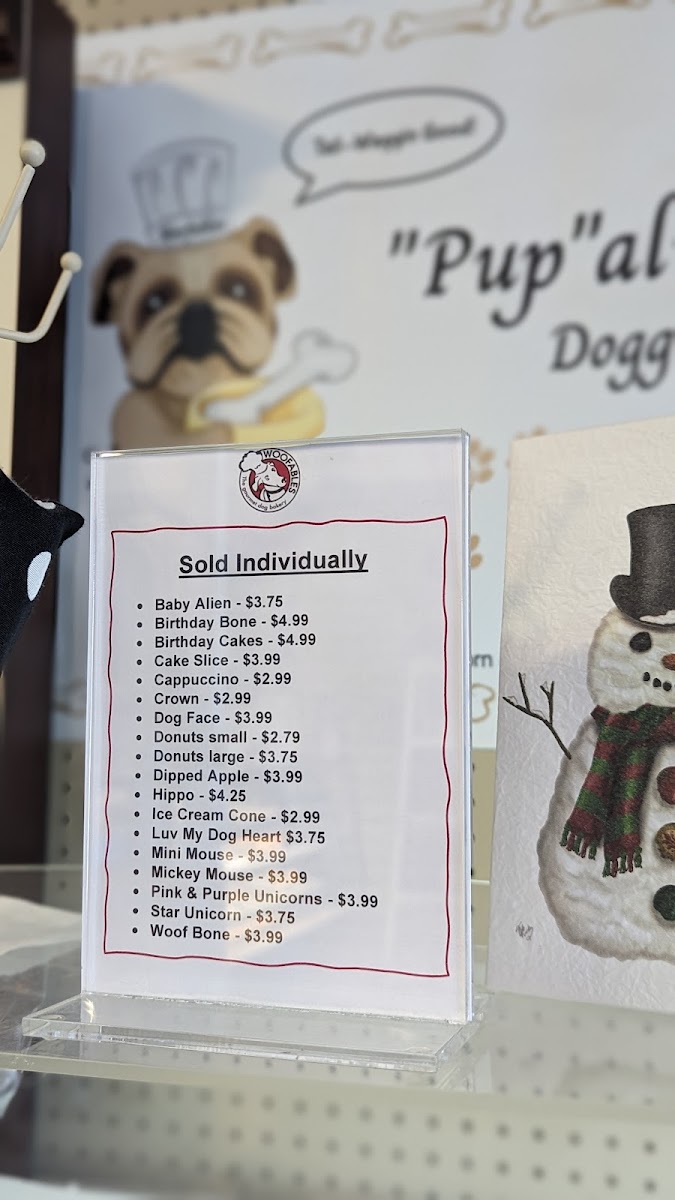 Tail-Waggin Good!
"Pup"al
Dogg
WOOFABLES
The gourmet dog bakery
Sold Individually
• Baby Alien - $3.75
• Birthday Bone - $4.99
• Birthday Cakes - $4.99
• Cake Slice - $3.99
• Cappuccino - $2.99
• Crown - $2.99
• Dog Face - $3.99
• Donuts small - $2.79
• Donuts large - $3.75
• Dipped Apple - $3.99
• Hippo - $4.25
• Ice Cream Cone - $2.99
• Luv My Dog Heart $3.75
• Mini Mouse - $3.99
• Mickey Mouse - $3.99
• Pink & Purple Unicorns - $3.99
• Star Unicorn - $3.75
• Woof Bone - $3.99